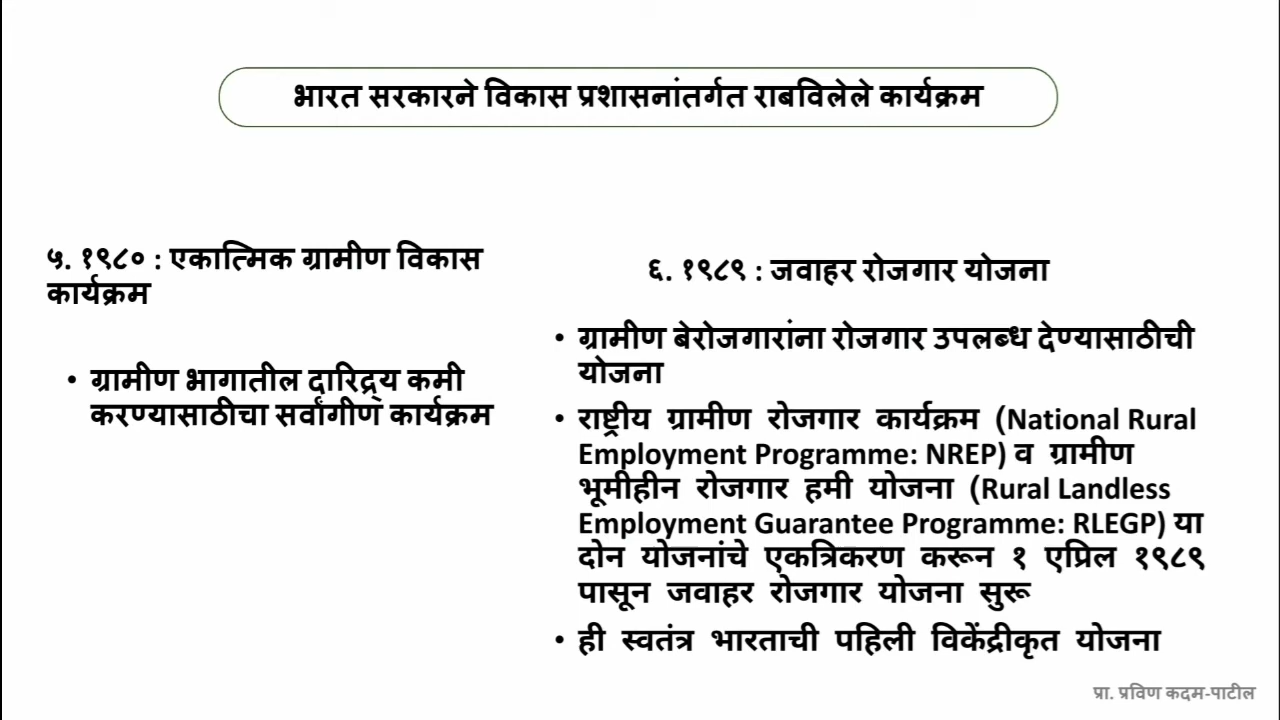 भारत सरकारने विकास प्रशासनांतर्गत राबविलेले कार्यक्रम
५. १९८० : एकात्मिक ग्रामीण विकास
कार्यक्रम
• ग्रामीण भागातील दारिद्र्य कमी
करण्यासाठीचा सर्वांगीण कार्यक्रम
६. १९८९ : जवाहर रोजगार योजना
• ग्रामीण बेरोजगारांना रोजगार उपलब्ध देण्यासाठीची
योजना
• राष्ट्रीय ग्रामीण रोजगार कार्यक्रम (National Rural
Employment Programme: NREP) व ग्रामीण
भूमीहीन रोजगार हमी योजना (Rural Landless
Employment Guarantee Programme: RLEGP) या
दोन योजनांचे एकत्रिकरण करून १ एप्रिल १९८९
पासून जवाहर रोजगार योजना सुरू
• ही स्वतंत्र भारताची पहिली विकेंद्रीकृत योजना
प्रा. प्रविण कदम-पाटील